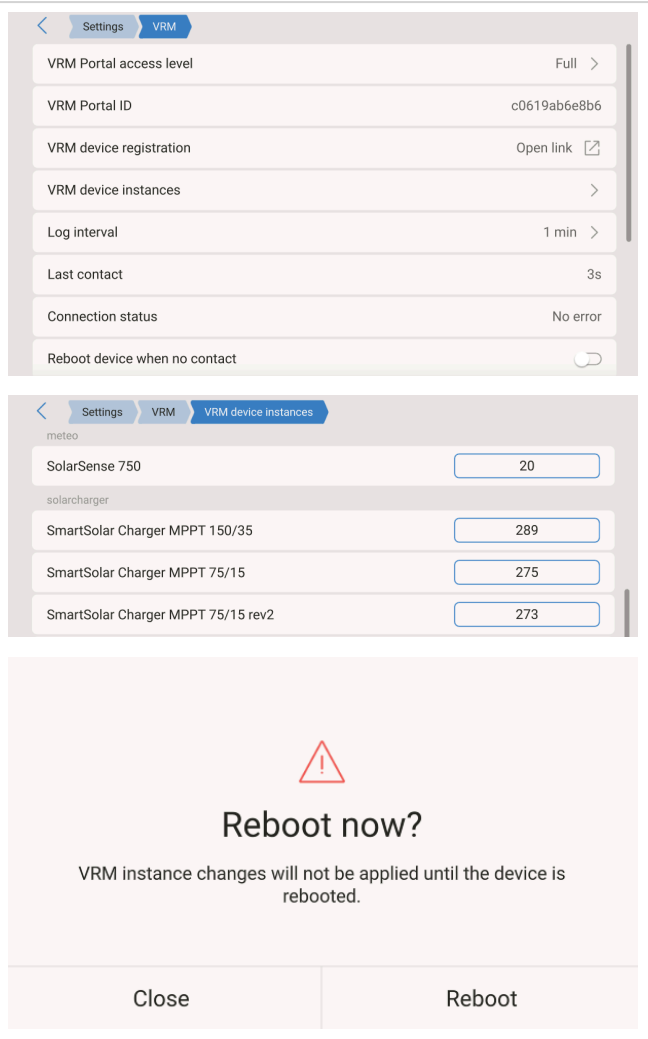 Settings VRM
VRM Portal access level Full
VRM Portal ID c0619ab6e8b6
VRM device registration Open link
VRM device instances
Log interval 1 min
Last contact 3s
Connection status No error
Reboot device when no contact
Settings VRM VRM device instances
meteo
SolarSense 750 20
solarcharger
SmartSolar Charger MPPT 150/35 289
SmartSolar Charger MPPT 75/15 275
SmartSolar Charger MPPT 75/15 rev2 273
Reboot now?
VRM instance changes will not be applied until the device is
rebooted.
Close Reboot